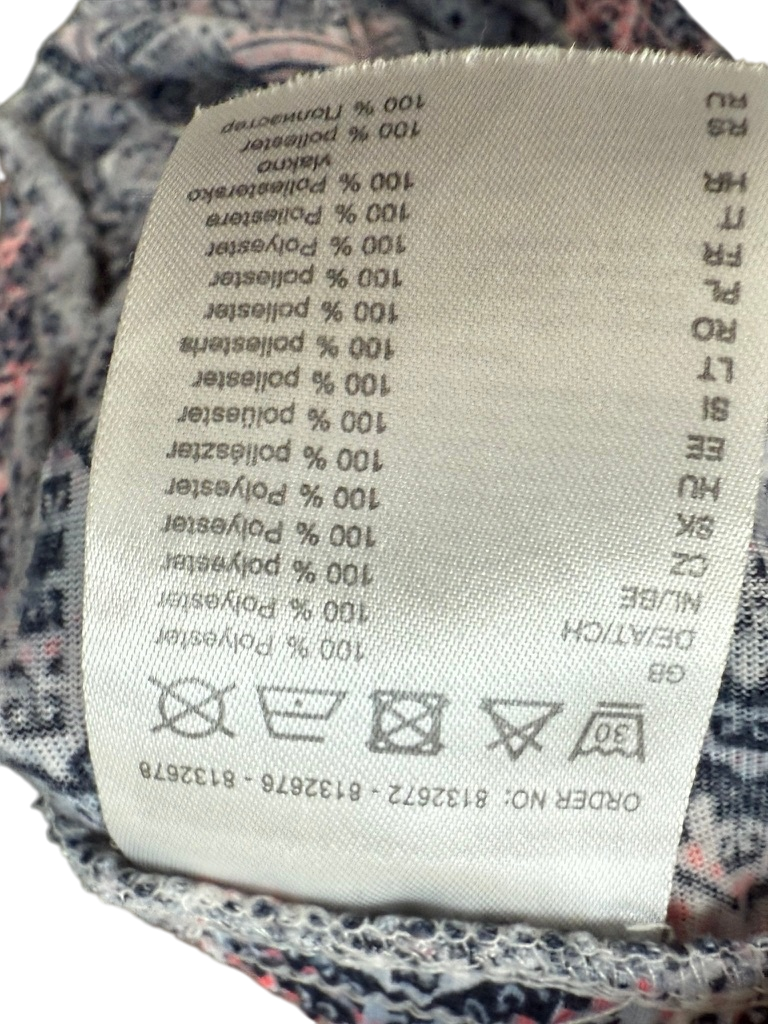 ORDER NO: 8132672 - 8132676 - 8132678
30
GB 100 % Polyester
DE/AT/CH 100 % Polyester
NL/BE 100 % polyester
CZ 100 % Polyester
SK 100 % Polyester
HU 100 % poliészter
EE 100 % polüester
SI 100 % poliester
LT 100 % poliesteris
RO 100 % poliester
PL 100 % poliester
FR 100 % Polyester
IT 100 % Poliestere
HR 100 % Poliestersko
vlakno
RS 100 % poliester
RU 100 % Полиэстер